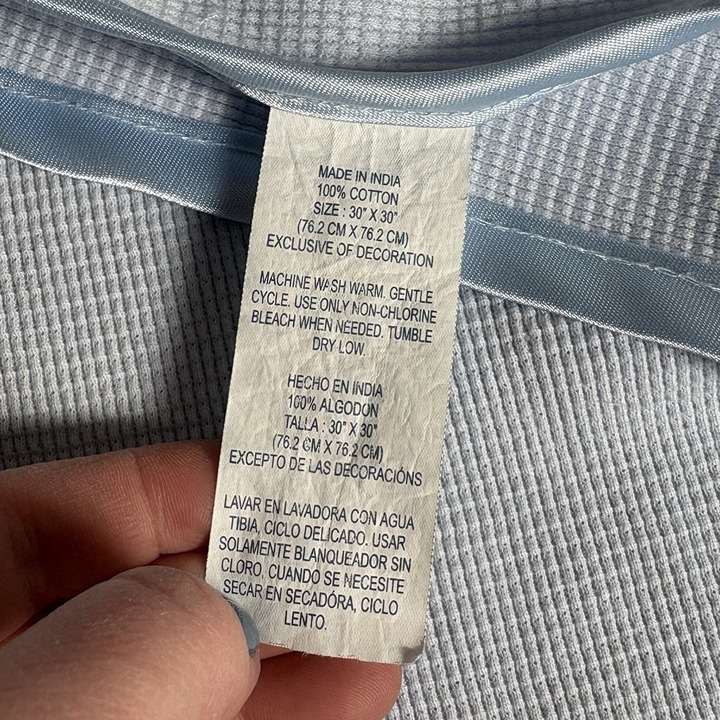 MADE IN INDIA
100% COTTON
SIZE : 30" X 30"
(76.2 CM X 76.2 CM)
EXCLUSIVE OF DECORATION
MACHINE WASH WARM. GENTLE
CYCLE. USE ONLY NON-CHLORINE
BLEACH WHEN NEEDED. TUMBLE
DRY LOW.
HECHO EN INDIA
100% ALGODON
TALLA : 30" X 30"
(76.2 CM X 76.2 CM)
EXCEPTO DE LAS DECORACIÓNS
LAVAR EN LAVADORA CON AGUA
TIBIA, CICLO DELICADO. USAR
SOLAMENTE BLANQUEADOR SIN
CLORO, CUANDO SE NECESITE
SECAR EN SECADÓRA, CICLO
LENTO.